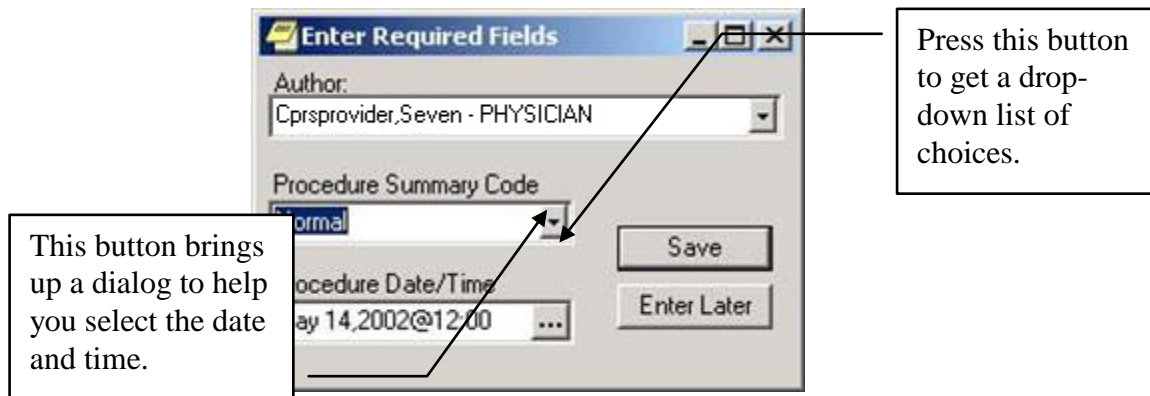 Enter Required Fields
Author:
Cprsprovider,Seven - PHYSICIAN
Procedure Summary Code
Normal
ocedure Date/Time
ay 14,2002@12:00
...
Save
Enter Later
Press this button
to get a drop-
down list of
choices.
This button brings
up a dialog to help
you select the date
and time.